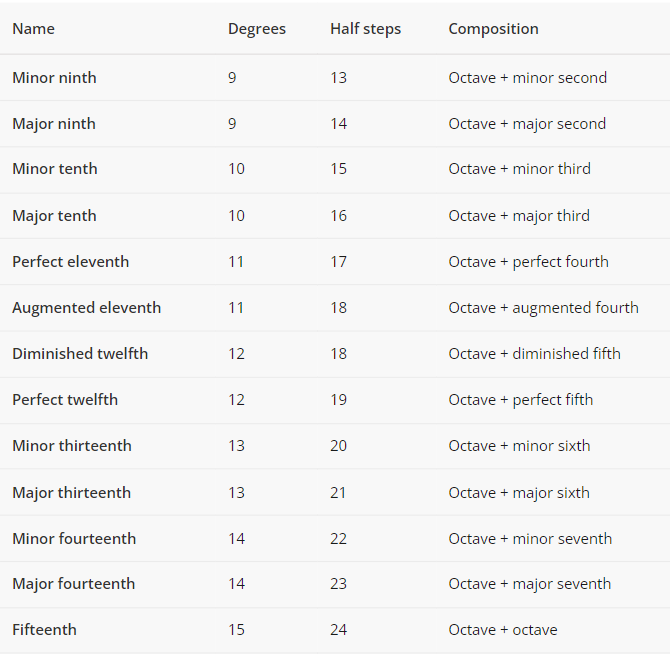 Name Degrees Half steps Composition
Minor ninth 9 13 Octave + minor second
Major ninth 9 14 Octave + major second
Minor tenth 10 15 Octave + minor third
Major tenth 10 16 Octave + major third
Perfect eleventh 11 17 Octave + perfect fourth
Augmented eleventh 11 18 Octave + augmented fourth
Diminished twelfth 12 18 Octave + diminished fifth
Perfect twelfth 12 19 Octave + perfect fifth
Minor thirteenth 13 20 Octave + minor sixth
Major thirteenth 13 21 Octave + major sixth
Minor fourteenth 14 22 Octave + minor seventh
Major fourteenth 14 23 Octave + major seventh
Fifteenth 15 24 Octave + octave